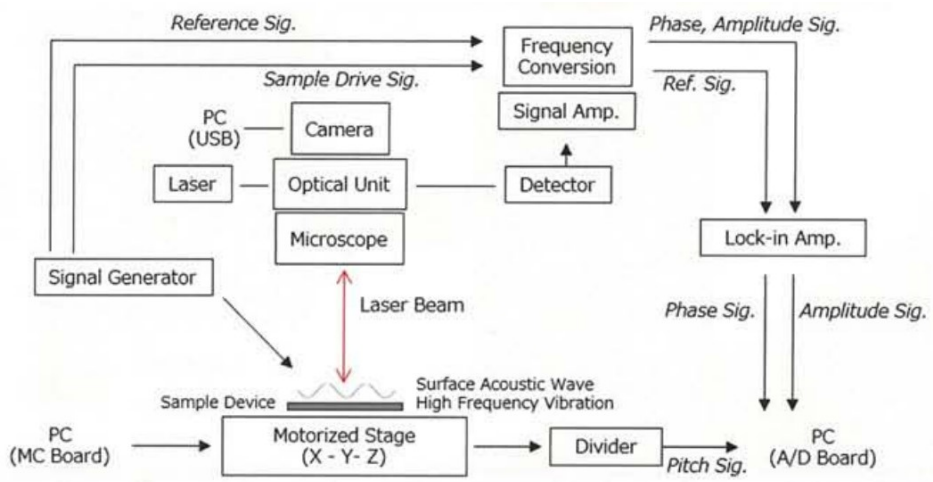 Reference Sig.
Phase, Amplitude Sig.
Frequency
Conversion
Sample Drive Sig.
Ref. Sig.
PC
(USB)
Camera
Signal Amp.
Laser
Optical Unit
Detector
Microscope
Lock-in Amp.
Signal Generator
Laser Beam
Phase Sig.
Amplitude Sig.
Sample Device
Surface Acoustic Wave
High Frequency Vibration
PC
(MC Board)
Motorized Stage
(X - Y- Z)
Divider
Pitch Sig.
PC
(A/D Board)